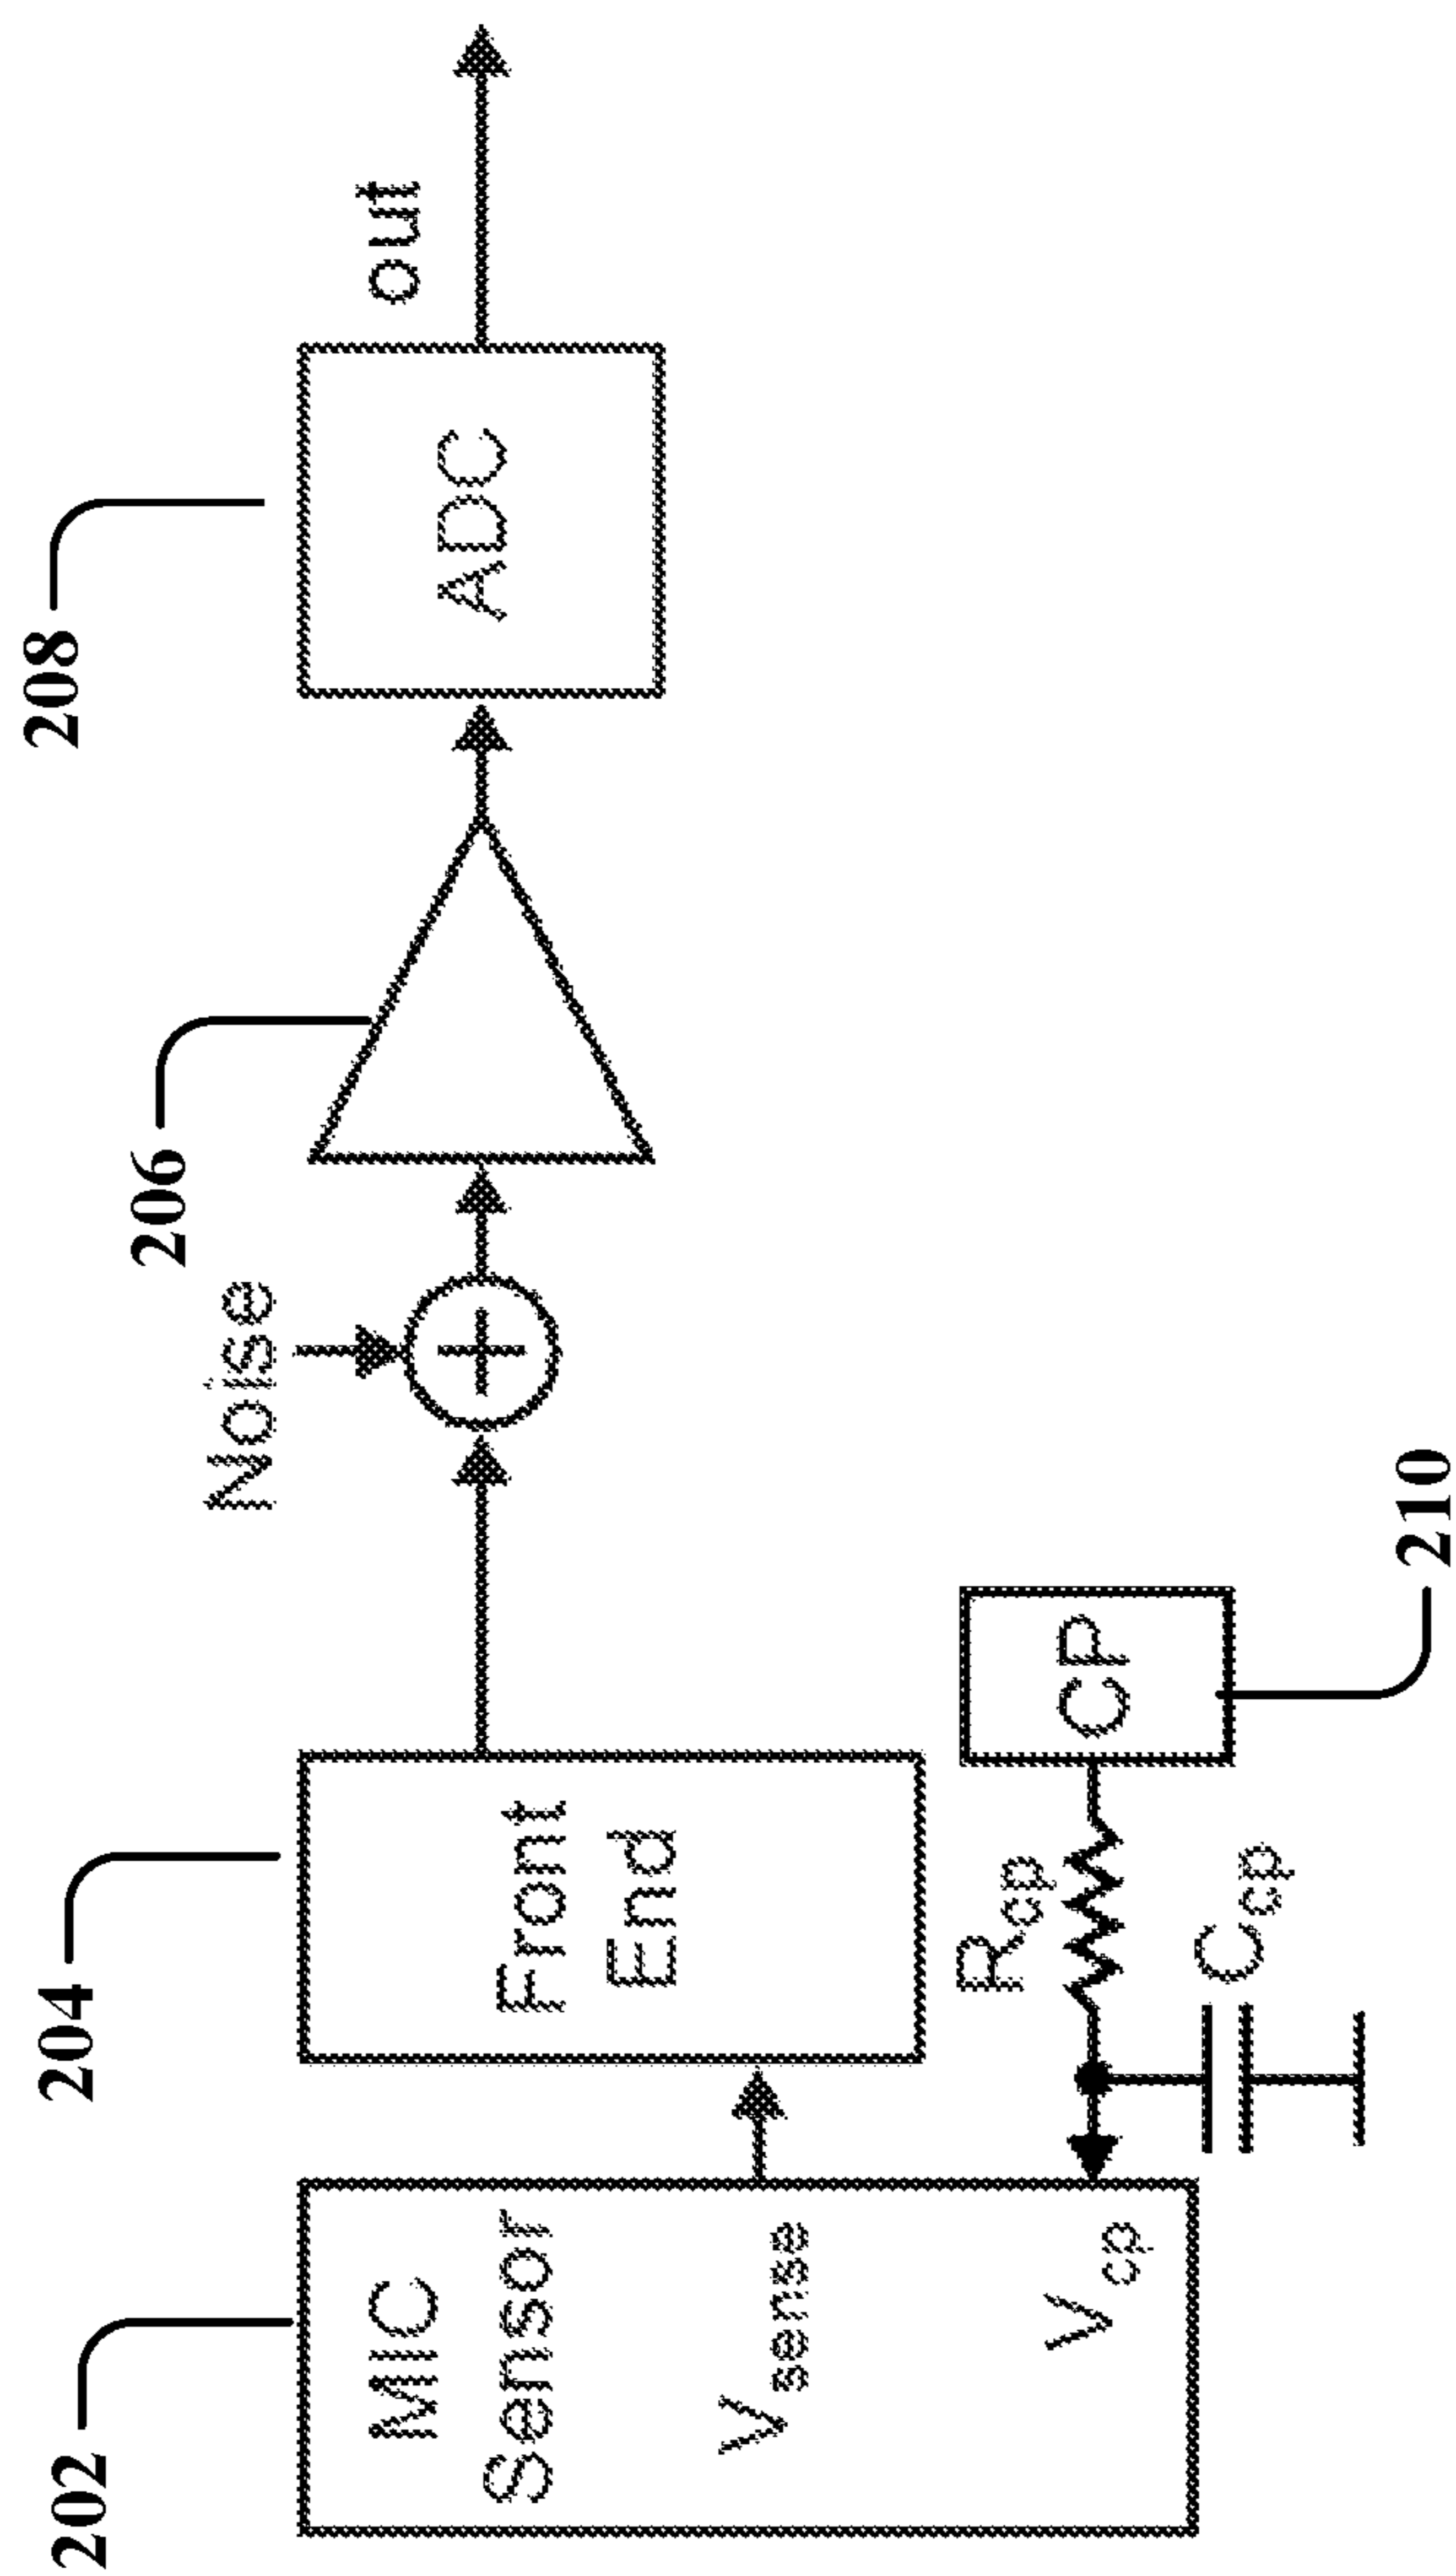 202
MIC
Sensor
Vsense
Vcp
204
Front
End
Rcp
Ccp
CP
210
Noise
206
208
ADC
out